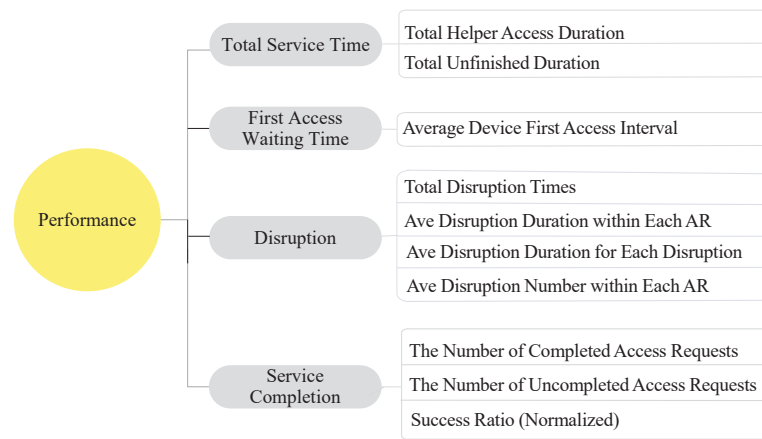 Performance
Total Service Time
Total Helper Access Duration
Total Unfinished Duration
First Access
Waiting Time
Average Device First Access Interval
Disruption
Total Disruption Times
Ave Disruption Duration within Each AR
Ave Disruption Duration for Each Disruption
Ave Disruption Number within Each AR
Service
Completion
The Number of Completed Access Requests
The Number of Uncompleted Access Requests
Success Ratio (Normalized)